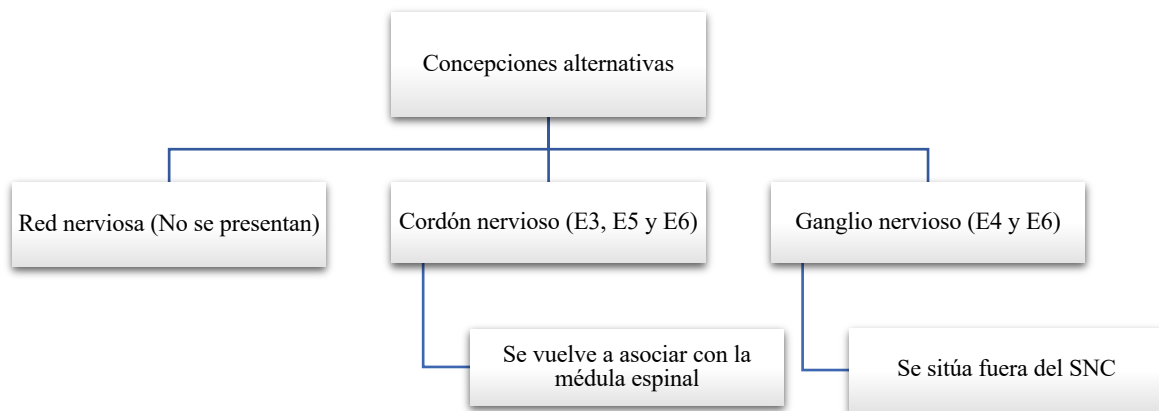 Concepciones alternativas
Red nerviosa (No se presentan)
Cordón nervioso (E3, E5 y E6)
Ganglio nervioso (E4 y E6)
Se vuelve a asociar con la
médula espinal
Se sitúa fuera del SNC